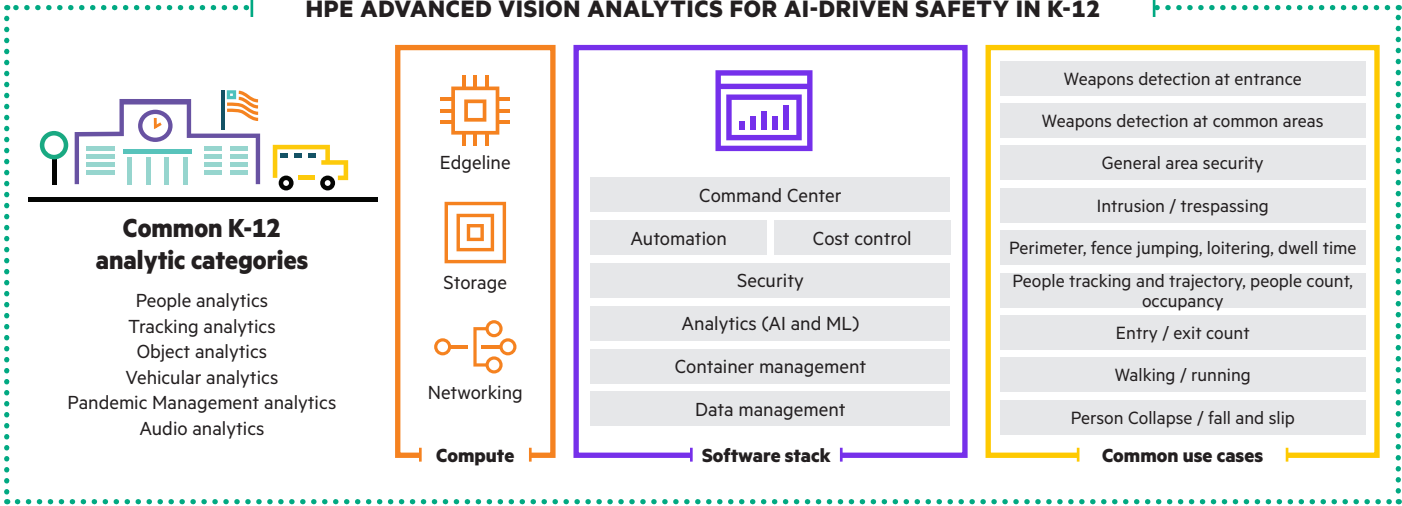 HPE ADVANCED VISION ANALYTICS FOR AI-DRIVEN SAFETY IN K-12
Common K-12
analytic categories
People analytics
Tracking analytics
Object analytics
Vehicular analytics
Pandemic Management analytics
Audio analytics
Edgeline
Storage
Networking
Compute
Command Center
Automation
Cost control
Security
Analytics (AI and ML)
Container management
Data management
Software stack
Weapons detection at entrance
Weapons detection at common areas
General area security
Intrusion / trespassing
Perimeter, fence jumping, loitering, dwell time
People tracking and trajectory, people count,
occupancy
Entry / exit count
Walking / running
Person Collapse / fall and slip
Common use cases